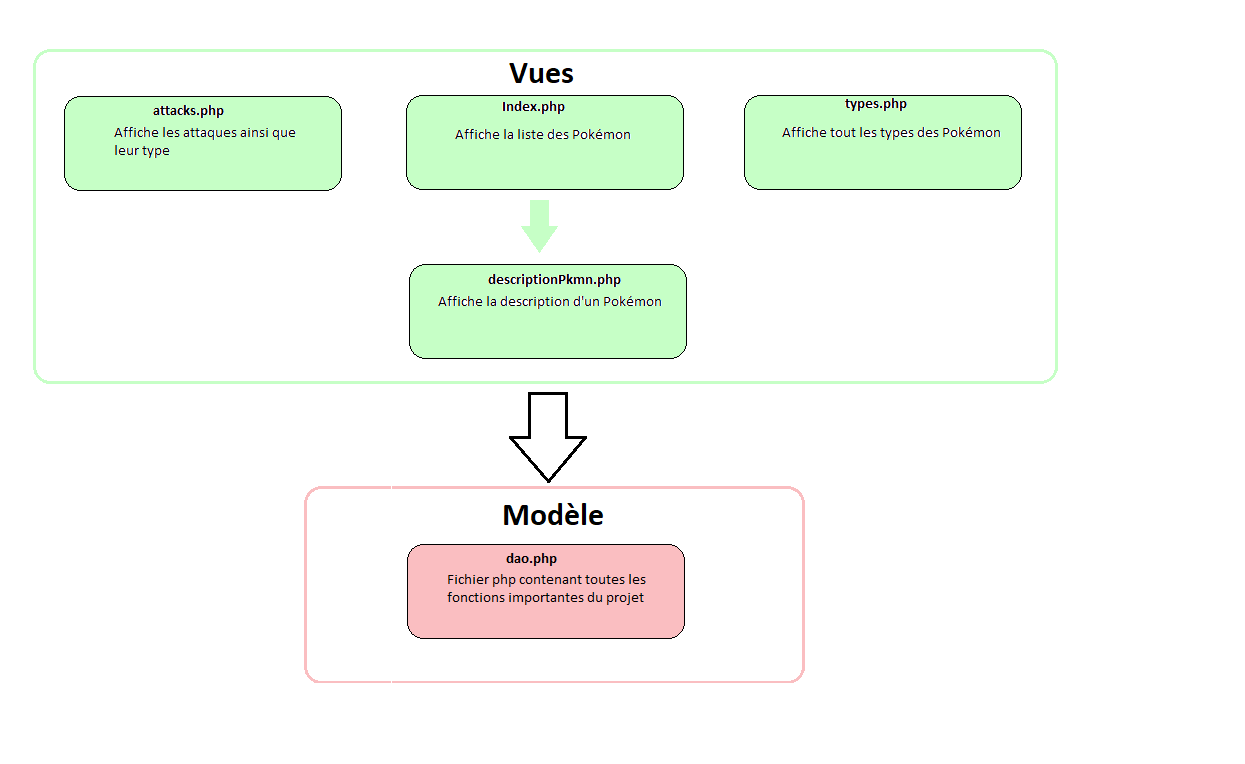 Vues
attacks.php
Affiche les attaques ainsi que
leur type
Index.php
Affiche la liste des Pokémon
types.php
Affiche tout les types des Pokémon
descriptionPkmn.php
Affiche la description d'un Pokémon
Modèle
dao.php
Fichier php contenant toutes les
fonctions importantes du projet